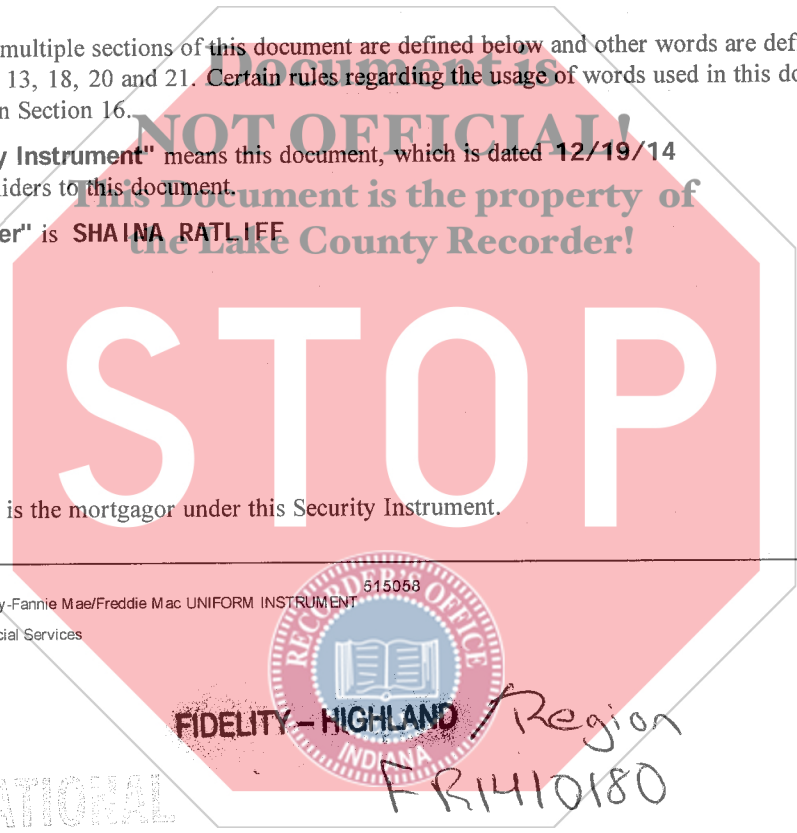 multiple sections of this document are defined below and other words are def
13, 18, 20 and 21. Certain rules regarding the usage of words used in this do
n Section 16.
Document is
NOT OFFICIAL!
y Instrument" means this document, which is dated 12/19/14
iders to this document.
This Document is the property of
er" is SHAINA RATLIFF
the Lake County Recorder!
STOP
is the mortgagor under this Security Instrument.
515058
y-Fannie Mae/Freddie Mac UNIFORM INSTRUMENT
cial Services
RECORDER'S OFFICE
INDIANA
FIDELITY – HIGHLAND / Region
FR1410180
ATIONAL